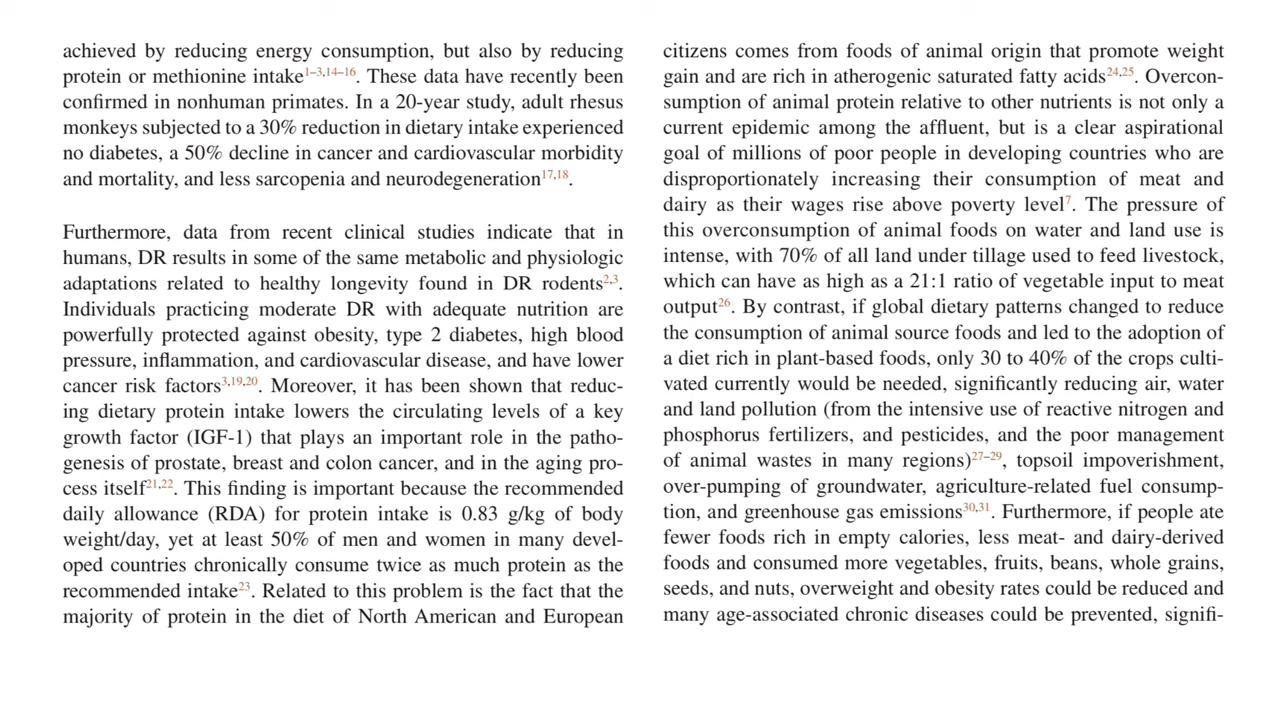 achieved by reducing energy consumption, but also by reducing
protein or methionine intake1–3,14–16. These data have recently been
confirmed in nonhuman primates. In a 20-year study, adult rhesus
monkeys subjected to a 30% reduction in dietary intake experienced
no diabetes, a 50% decline in cancer and cardiovascular morbidity
and mortality, and less sarcopenia and neurodegeneration17,18.
Furthermore, data from recent clinical studies indicate that in
humans, DR results in some of the same metabolic and physiologic
adaptations related to healthy longevity found in DR rodents2,3.
Individuals practicing moderate DR with adequate nutrition are
powerfully protected against obesity, type 2 diabetes, high blood
pressure, inflammation, and cardiovascular disease, and have lower
cancer risk factors3,19,20. Moreover, it has been shown that reduc-
ing dietary protein intake lowers the circulating levels of a key
growth factor (IGF-1) that plays an important role in the patho-
genesis of prostate, breast and colon cancer, and in the aging pro-
cess itself21,22. This finding is important because the recommended
daily allowance (RDA) for protein intake is 0.83 g/kg of body
weight/day, yet at least 50% of men and women in many devel-
oped countries chronically consume twice as much protein as the
recommended intake23. Related to this problem is the fact that the
majority of protein in the diet of North American and European
citizens comes from foods of animal origin that promote weight
gain and are rich in atherogenic saturated fatty acids24,25. Overcon-
sumption of animal protein relative to other nutrients is not only a
current epidemic among the affluent, but is a clear aspirational
goal of millions of poor people in developing countries who are
disproportionately increasing their consumption of meat and
dairy as their wages rise above poverty level7. The pressure of
this overconsumption of animal foods on water and land use is
intense, with 70% of all land under tillage used to feed livestock,
which can have as high as a 21:1 ratio of vegetable input to meat
output26. By contrast, if global dietary patterns changed to reduce
the consumption of animal source foods and led to the adoption of
a diet rich in plant-based foods, only 30 to 40% of the crops culti-
vated currently would be needed, significantly reducing air, water
and land pollution (from the intensive use of reactive nitrogen and
phosphorus fertilizers, and pesticides, and the poor management
of animal wastes in many regions)27–29, topsoil impoverishment,
over-pumping of groundwater, agriculture-related fuel consump-
tion, and greenhouse gas emissions30,31. Furthermore, if people ate
fewer foods rich in empty calories, less meat- and dairy-derived
foods and consumed more vegetables, fruits, beans, whole grains,
seeds, and nuts, overweight and obesity rates could be reduced and
many age-associated chronic diseases could be prevented, signifi-